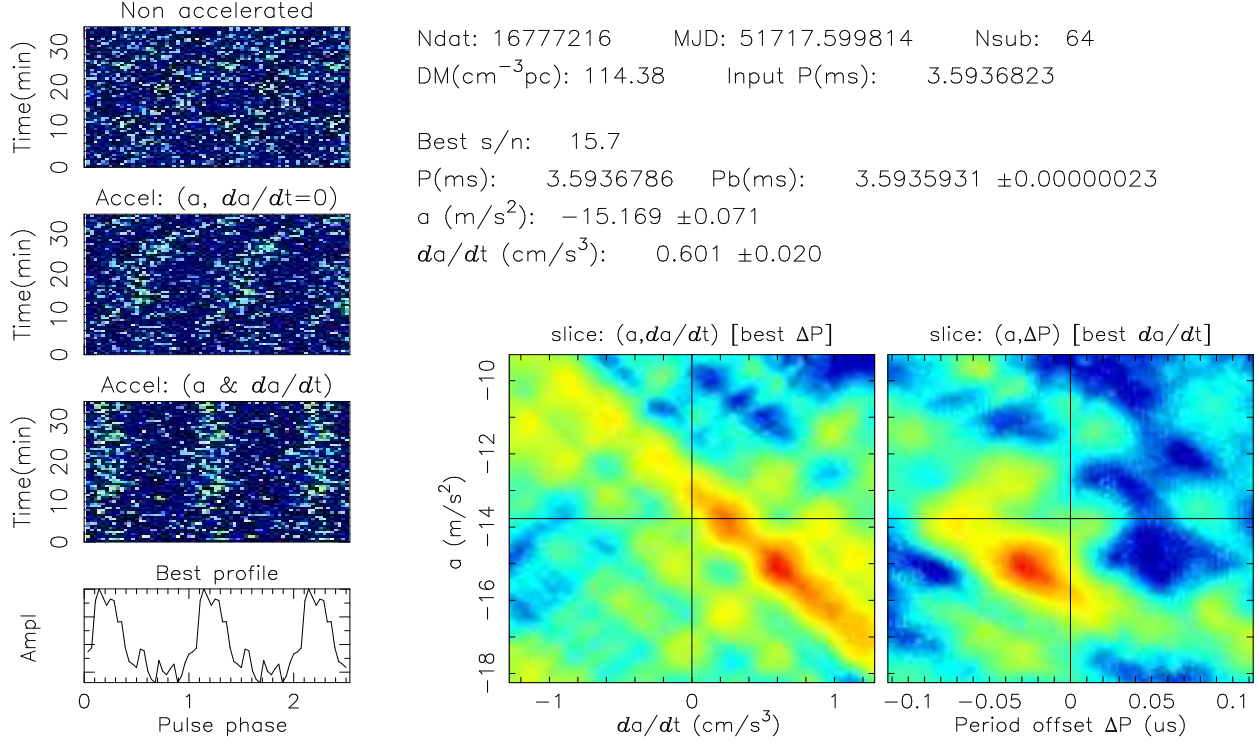 Non accelerated
Time(min)
0 10 20 30
Accel: (a, da/dt=0)
Time(min)
0 10 20 30
Accel: (a & da/dt)
Time(min)
0 10 20 30
Best profile
Ampl
0 1 2
Pulse phase
Ndat: 16777216 MJD: 51717.599814 Nsub: 64
DM(cm⁻³pc): 114.38 Input P(ms): 3.5936823
Best s/n: 15.7
P(ms): 3.5936786 Pb(ms): 3.5935931 ±0.00000023
a (m/s²): −15.169 ±0.071
da/dt (cm/s³): 0.601 ±0.020
slice: (a,da/dt) [best ΔP]
a (m/s²)
−18 −16 −14 −12 −10
−1 0 1
da/dt (cm/s³)
slice: (a,ΔP) [best da/dt]
−0.1 −0.05 0 0.05 0.1
Period offset ΔP (us)